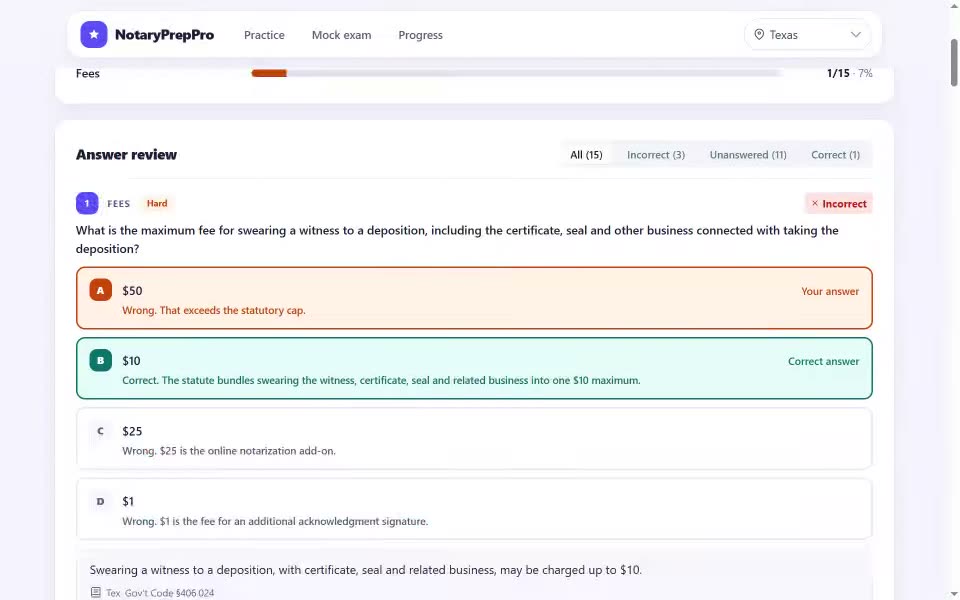 NotaryPrepPro Practice Mock exam Progress Texas
Fees 1/15 · 7%
Answer review All (15) Incorrect (3) Unanswered (11) Correct (1)
1 FEES Hard × Incorrect
What is the maximum fee for swearing a witness to a deposition, including the certificate, seal and other business connected with taking the
deposition?
A $50 Your answer
Wrong. That exceeds the statutory cap.
B $10 Correct answer
Correct. The statute bundles swearing the witness, certificate, seal and related business into one $10 maximum.
C $25
Wrong. $25 is the online notarization add-on.
D $1
Wrong. $1 is the fee for an additional acknowledgment signature.
Swearing a witness to a deposition, with certificate, seal and related business, may be charged up to $10.
Tex. Gov't Code §406.024